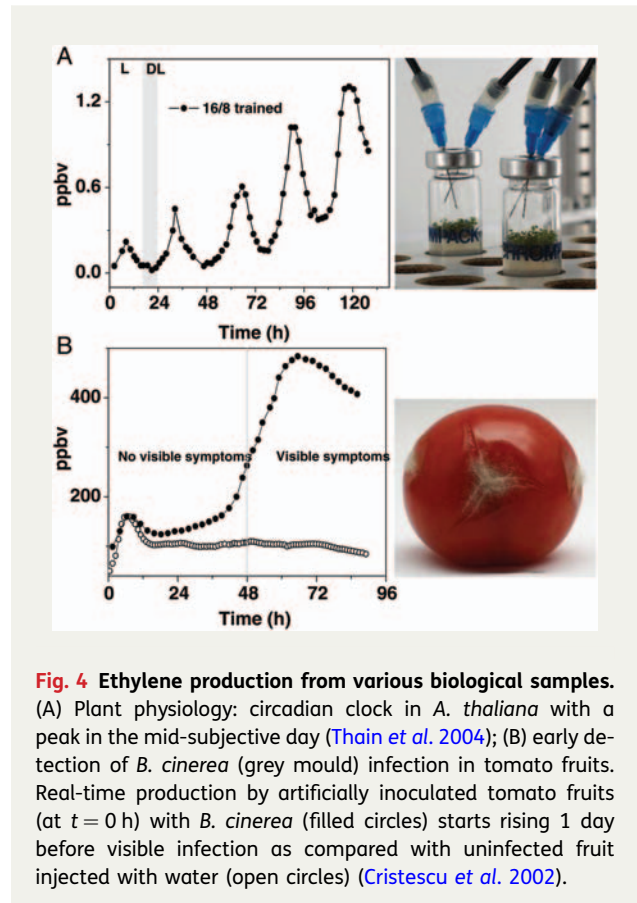 A
L DL
16/8 trained
1.2
0.6
0.0
ppbv
0 24 48 72 96 120
Time (h)
B
400
200
ppbv
No visible symptoms
Visible symptoms
0 24 48 72 96
Time (h)
Fig. 4 Ethylene production from various biological samples.
(A) Plant physiology: circadian clock in A. thaliana with a
peak in the mid-subjective day (Thain et al. 2004); (B) early de-
tection of B. cinerea (grey mould) infection in tomato fruits.
Real-time production by artificially inoculated tomato fruits
(at t = 0 h) with B. cinerea (filled circles) starts rising 1 day
before visible infection as compared with uninfected fruit
injected with water (open circles) (Cristescu et al. 2002).